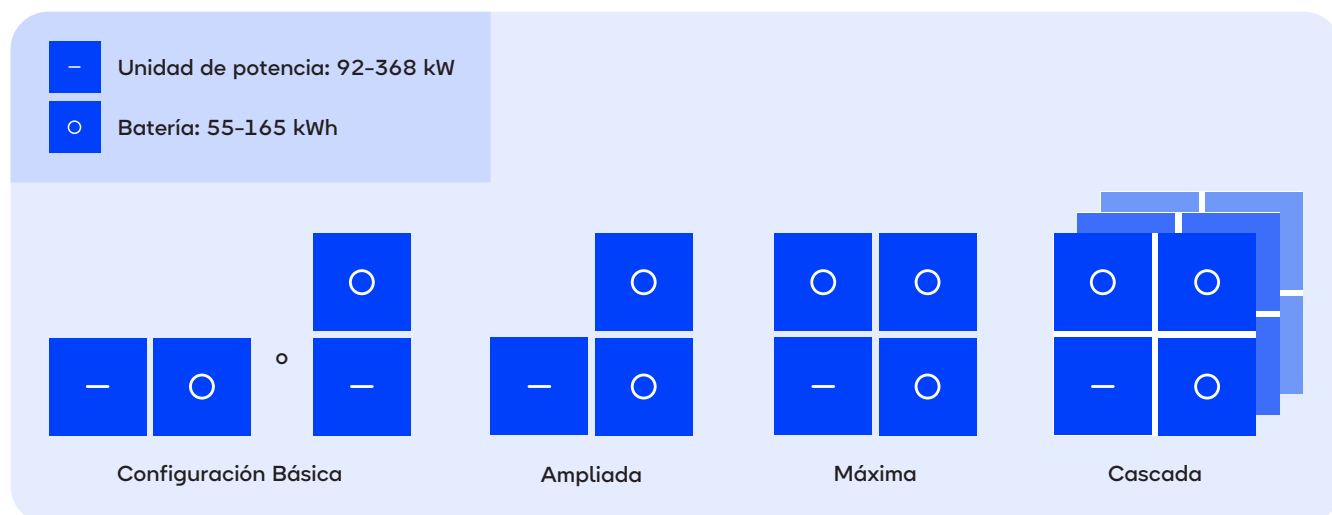 Unidad de potencia: 92-368 kW
Batería: 55-165 kWh
o
Configuración Básica
Ampliada
Máxima
Cascada